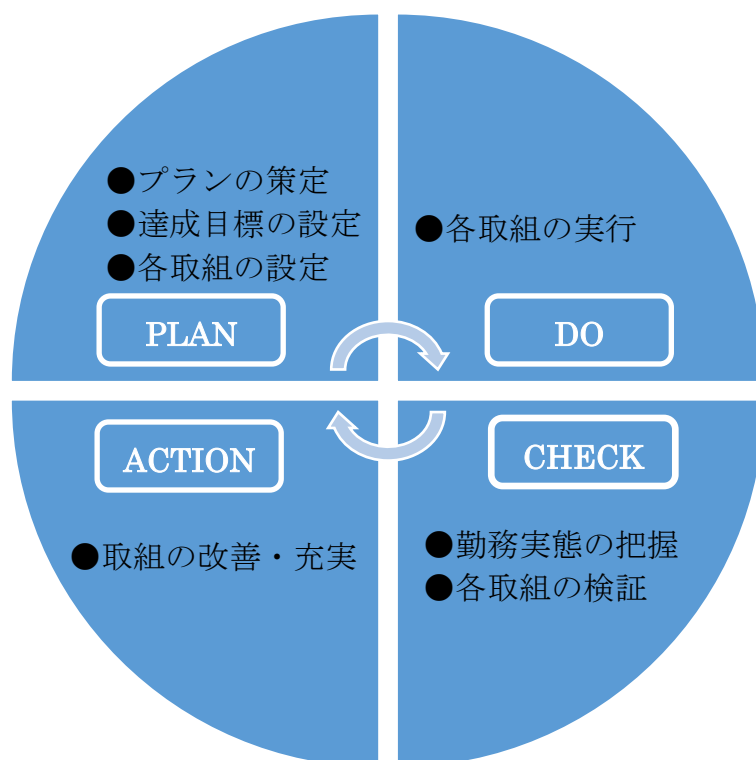 ●プランの策定
●達成目標の設定
●各取組の設定
PLAN
●各取組の実行
DO
ACTION
●取組の改善・充実
CHECK
●勤務実態の把握
●各取組の検証